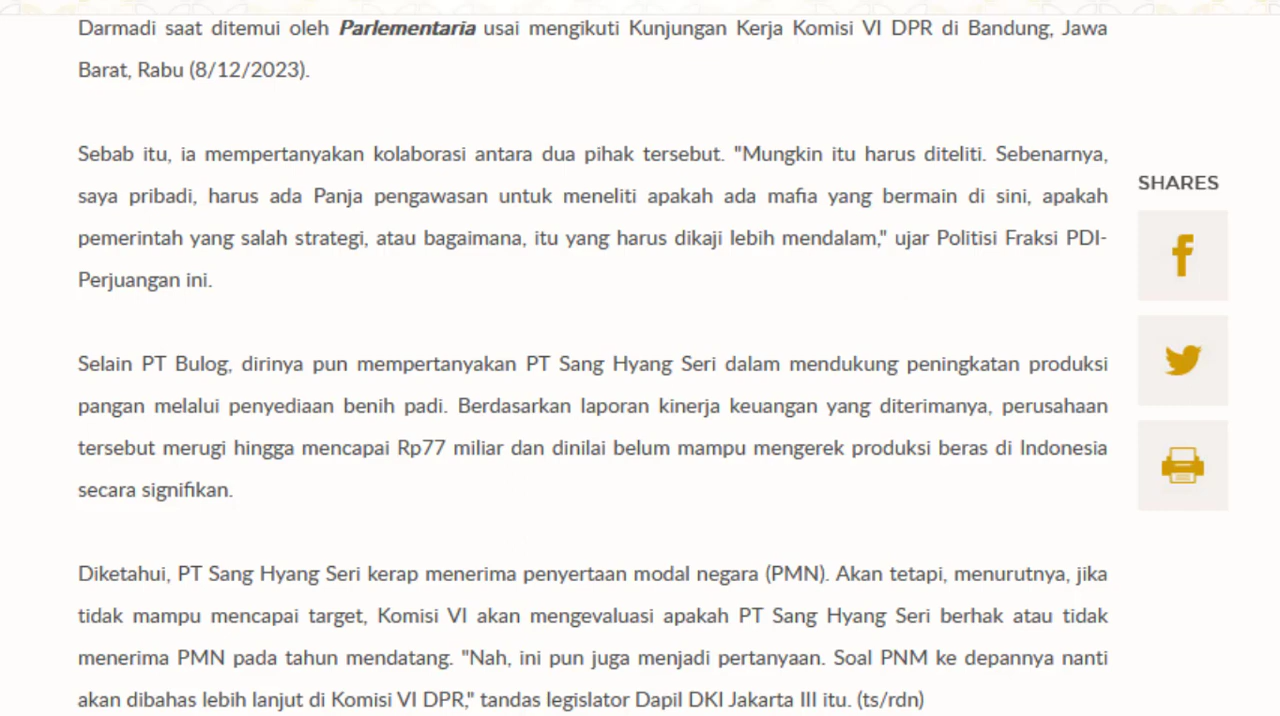 Darmadi saat ditemui oleh Parlementaria usai mengikuti Kunjungan Kerja Komisi VI DPR di Bandung, Jawa
Barat, Rabu (8/12/2023).
Sebab itu, ia mempertanyakan kolaborasi antara dua pihak tersebut. "Mungkin itu harus diteliti. Sebenarnya,
saya pribadi, harus ada Panja pengawasan untuk meneliti apakah ada mafia yang bermain di sini, apakah
pemerintah yang salah strategi, atau bagaimana, itu yang harus dikaji lebih mendalam," ujar Politisi Fraksi PDI-
Perjuangan ini.
Selain PT Bulog, dirinya pun mempertanyakan PT Sang Hyang Seri dalam mendukung peningkatan produksi
pangan melalui penyediaan benih padi. Berdasarkan laporan kinerja keuangan yang diterimanya, perusahaan
tersebut merugi hingga mencapai Rp77 miliar dan dinilai belum mampu mengerek produksi beras di Indonesia
secara signifikan.
Diketahui, PT Sang Hyang Seri kerap menerima penyertaan modal negara (PMN). Akan tetapi, menurutnya, jika
tidak mampu mencapai target, Komisi VI akan mengevaluasi apakah PT Sang Hyang Seri berhak atau tidak
menerima PMN pada tahun mendatang. "Nah, ini pun juga menjadi pertanyaan. Soal PNM ke depannya nanti
akan dibahas lebih lanjut di Komisi VI DPR," tandas legislator Dapil DKI Jakarta III itu. (ts/rdn)
SHARES